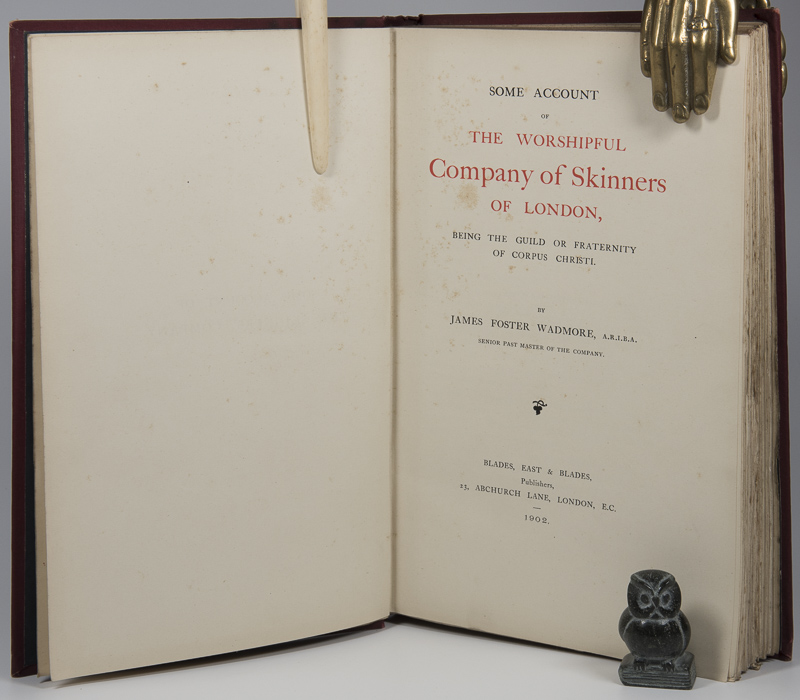 SOME ACCOUNT
OF
THE WORSHIPFUL
Company of Skinners
OF LONDON,
BEING THE GUILD OR FRATERNITY
OF CORPUS CHRISTI.
BY
JAMES FOSTER WADMORE, A.R.I.B.A.
SENIOR PAST MASTER OF THE COMPANY.
BLADES, EAST & BLADES,
Publishers,
23, ABCHURCH LANE, LONDON, E.C.
1902.